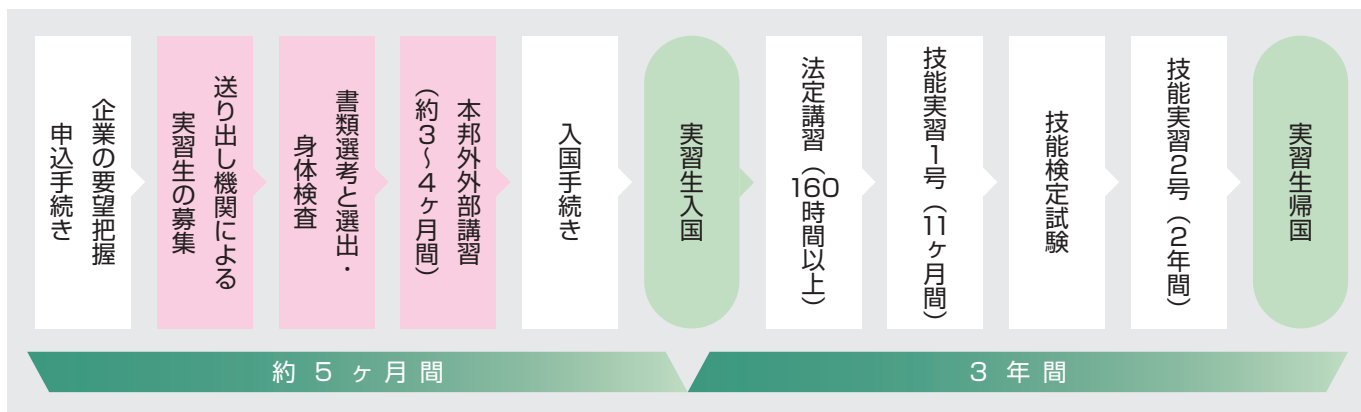 企業の要望把握
申込手続き
送り出し機関による
実習生の募集
書類選考と選出・
身体検査
本邦外外部講習
（約3～4ヶ月間）
入国手続き
実習生入国
法定講習（160時間以上）
技能実習1号（11ヶ月間）
技能検定試験
技能実習2号（2年間）
実習生帰国
約5ヶ月間
3年間